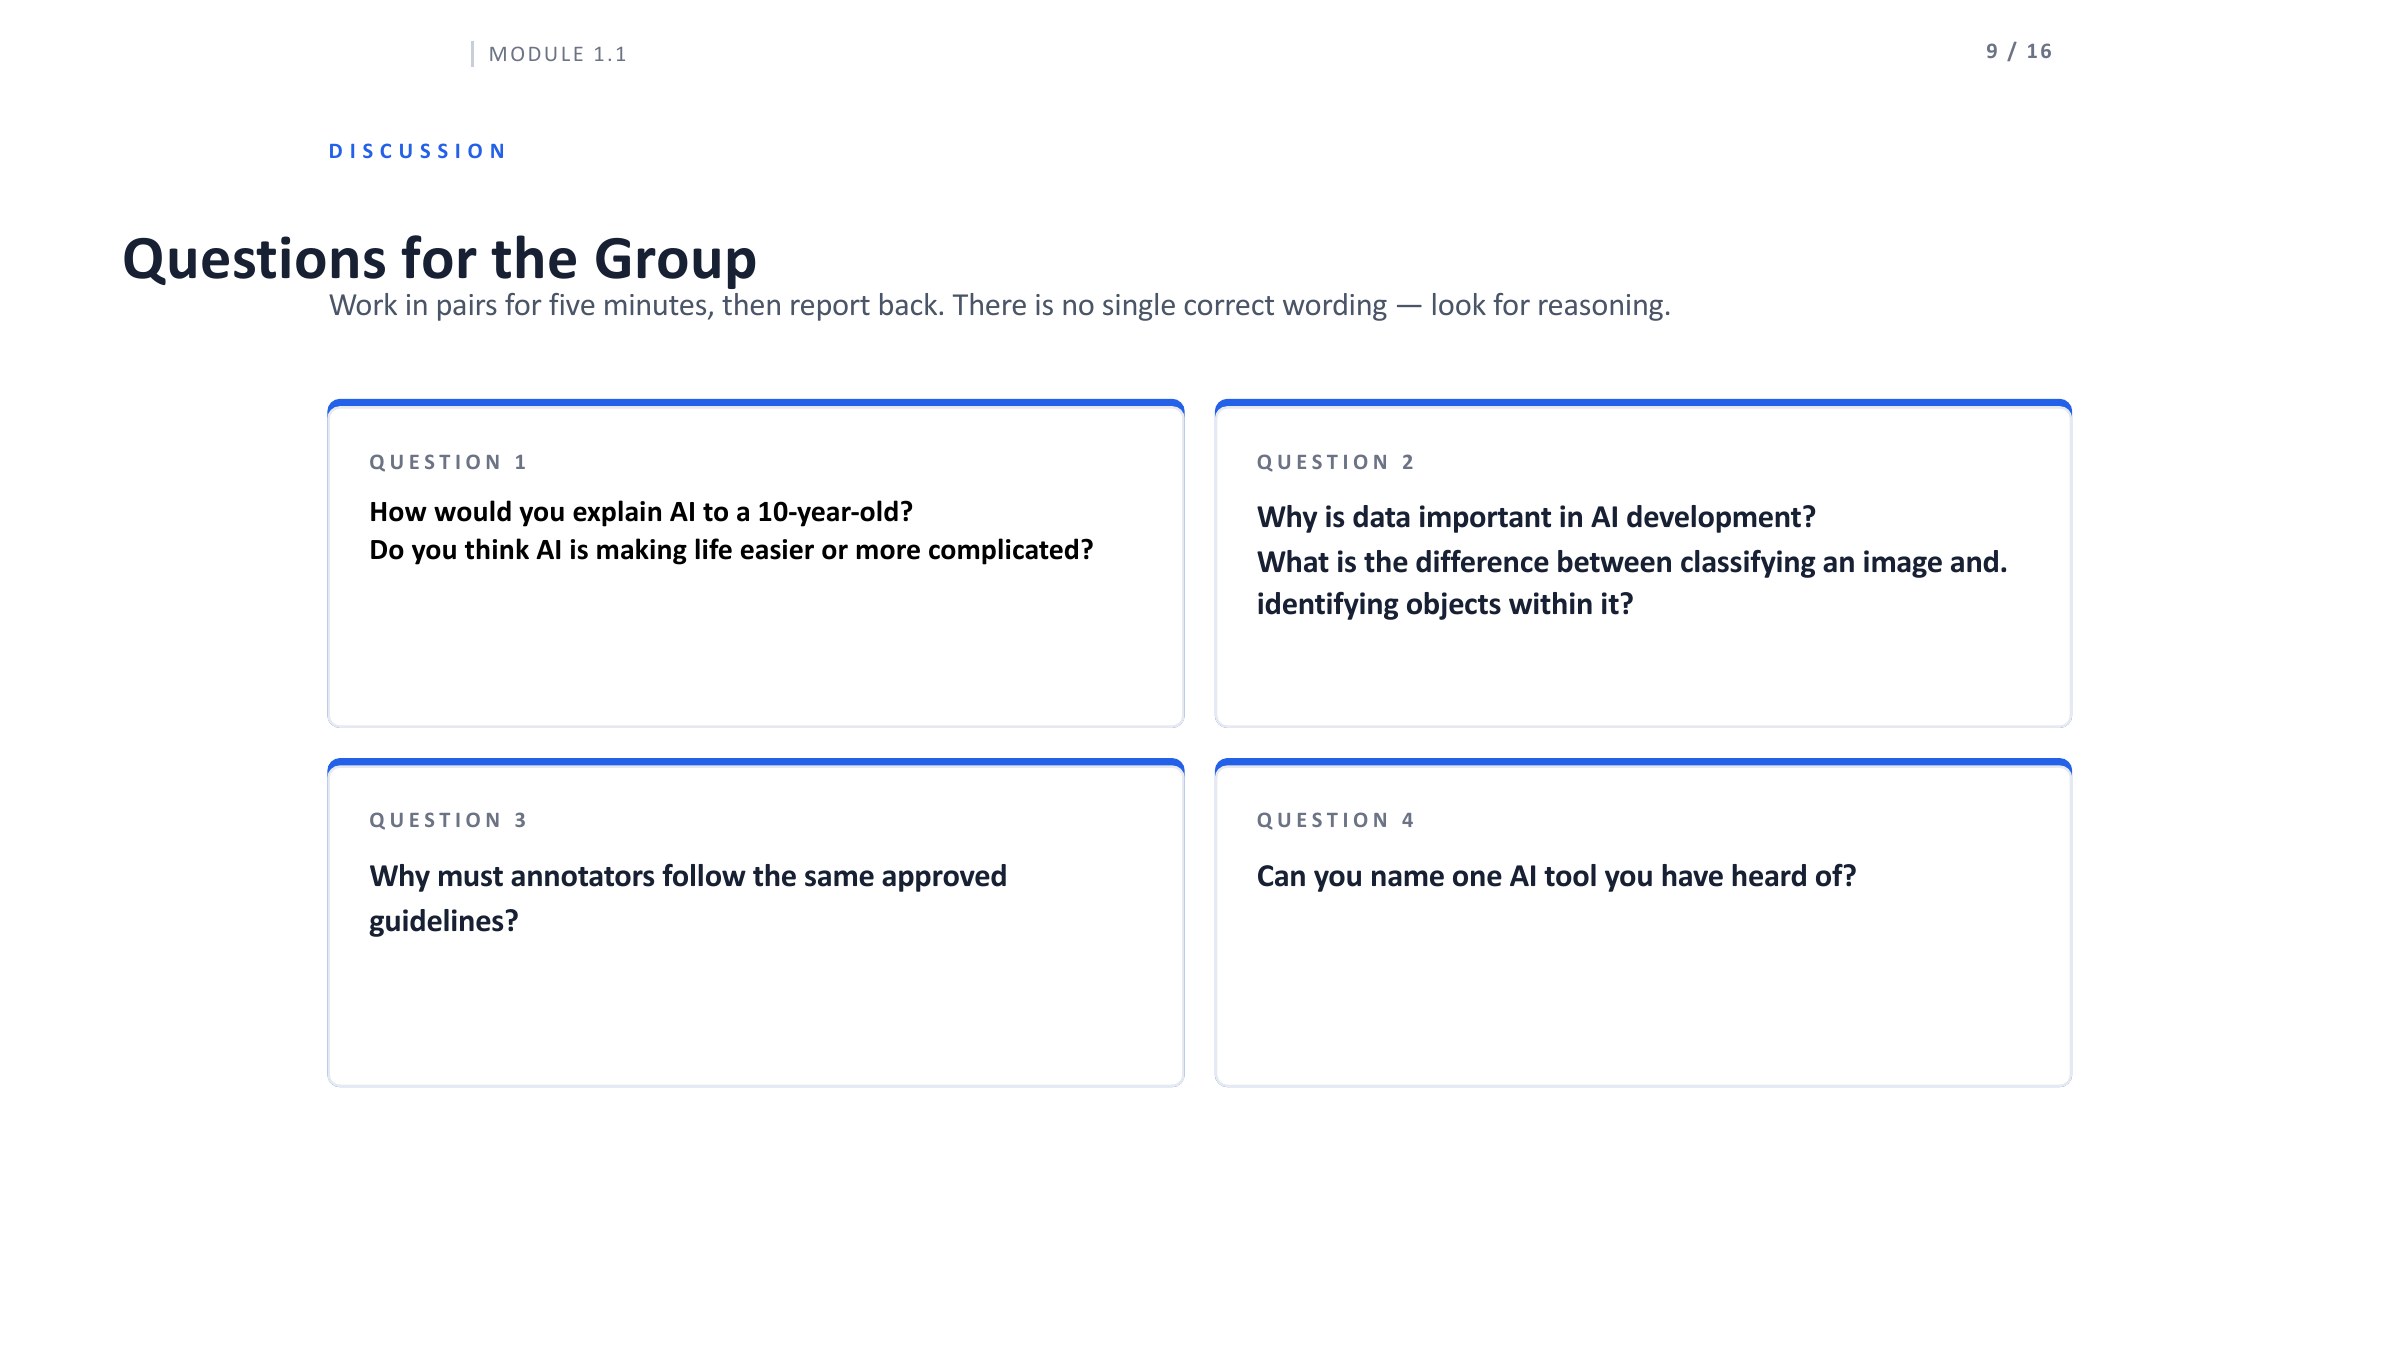 MODULE 1.1
9 / 16
DISCUSSION
Questions for the Group
Work in pairs for five minutes, then report back. There is no single correct wording — look for reasoning.
QUESTION 1
How would you explain AI to a 10-year-old?
Do you think AI is making life easier or more complicated?
QUESTION 2
Why is data important in AI development?
What is the difference between classifying an image and.
identifying objects within it?
QUESTION 3
Why must annotators follow the same approved
guidelines?
QUESTION 4
Can you name one AI tool you have heard of?